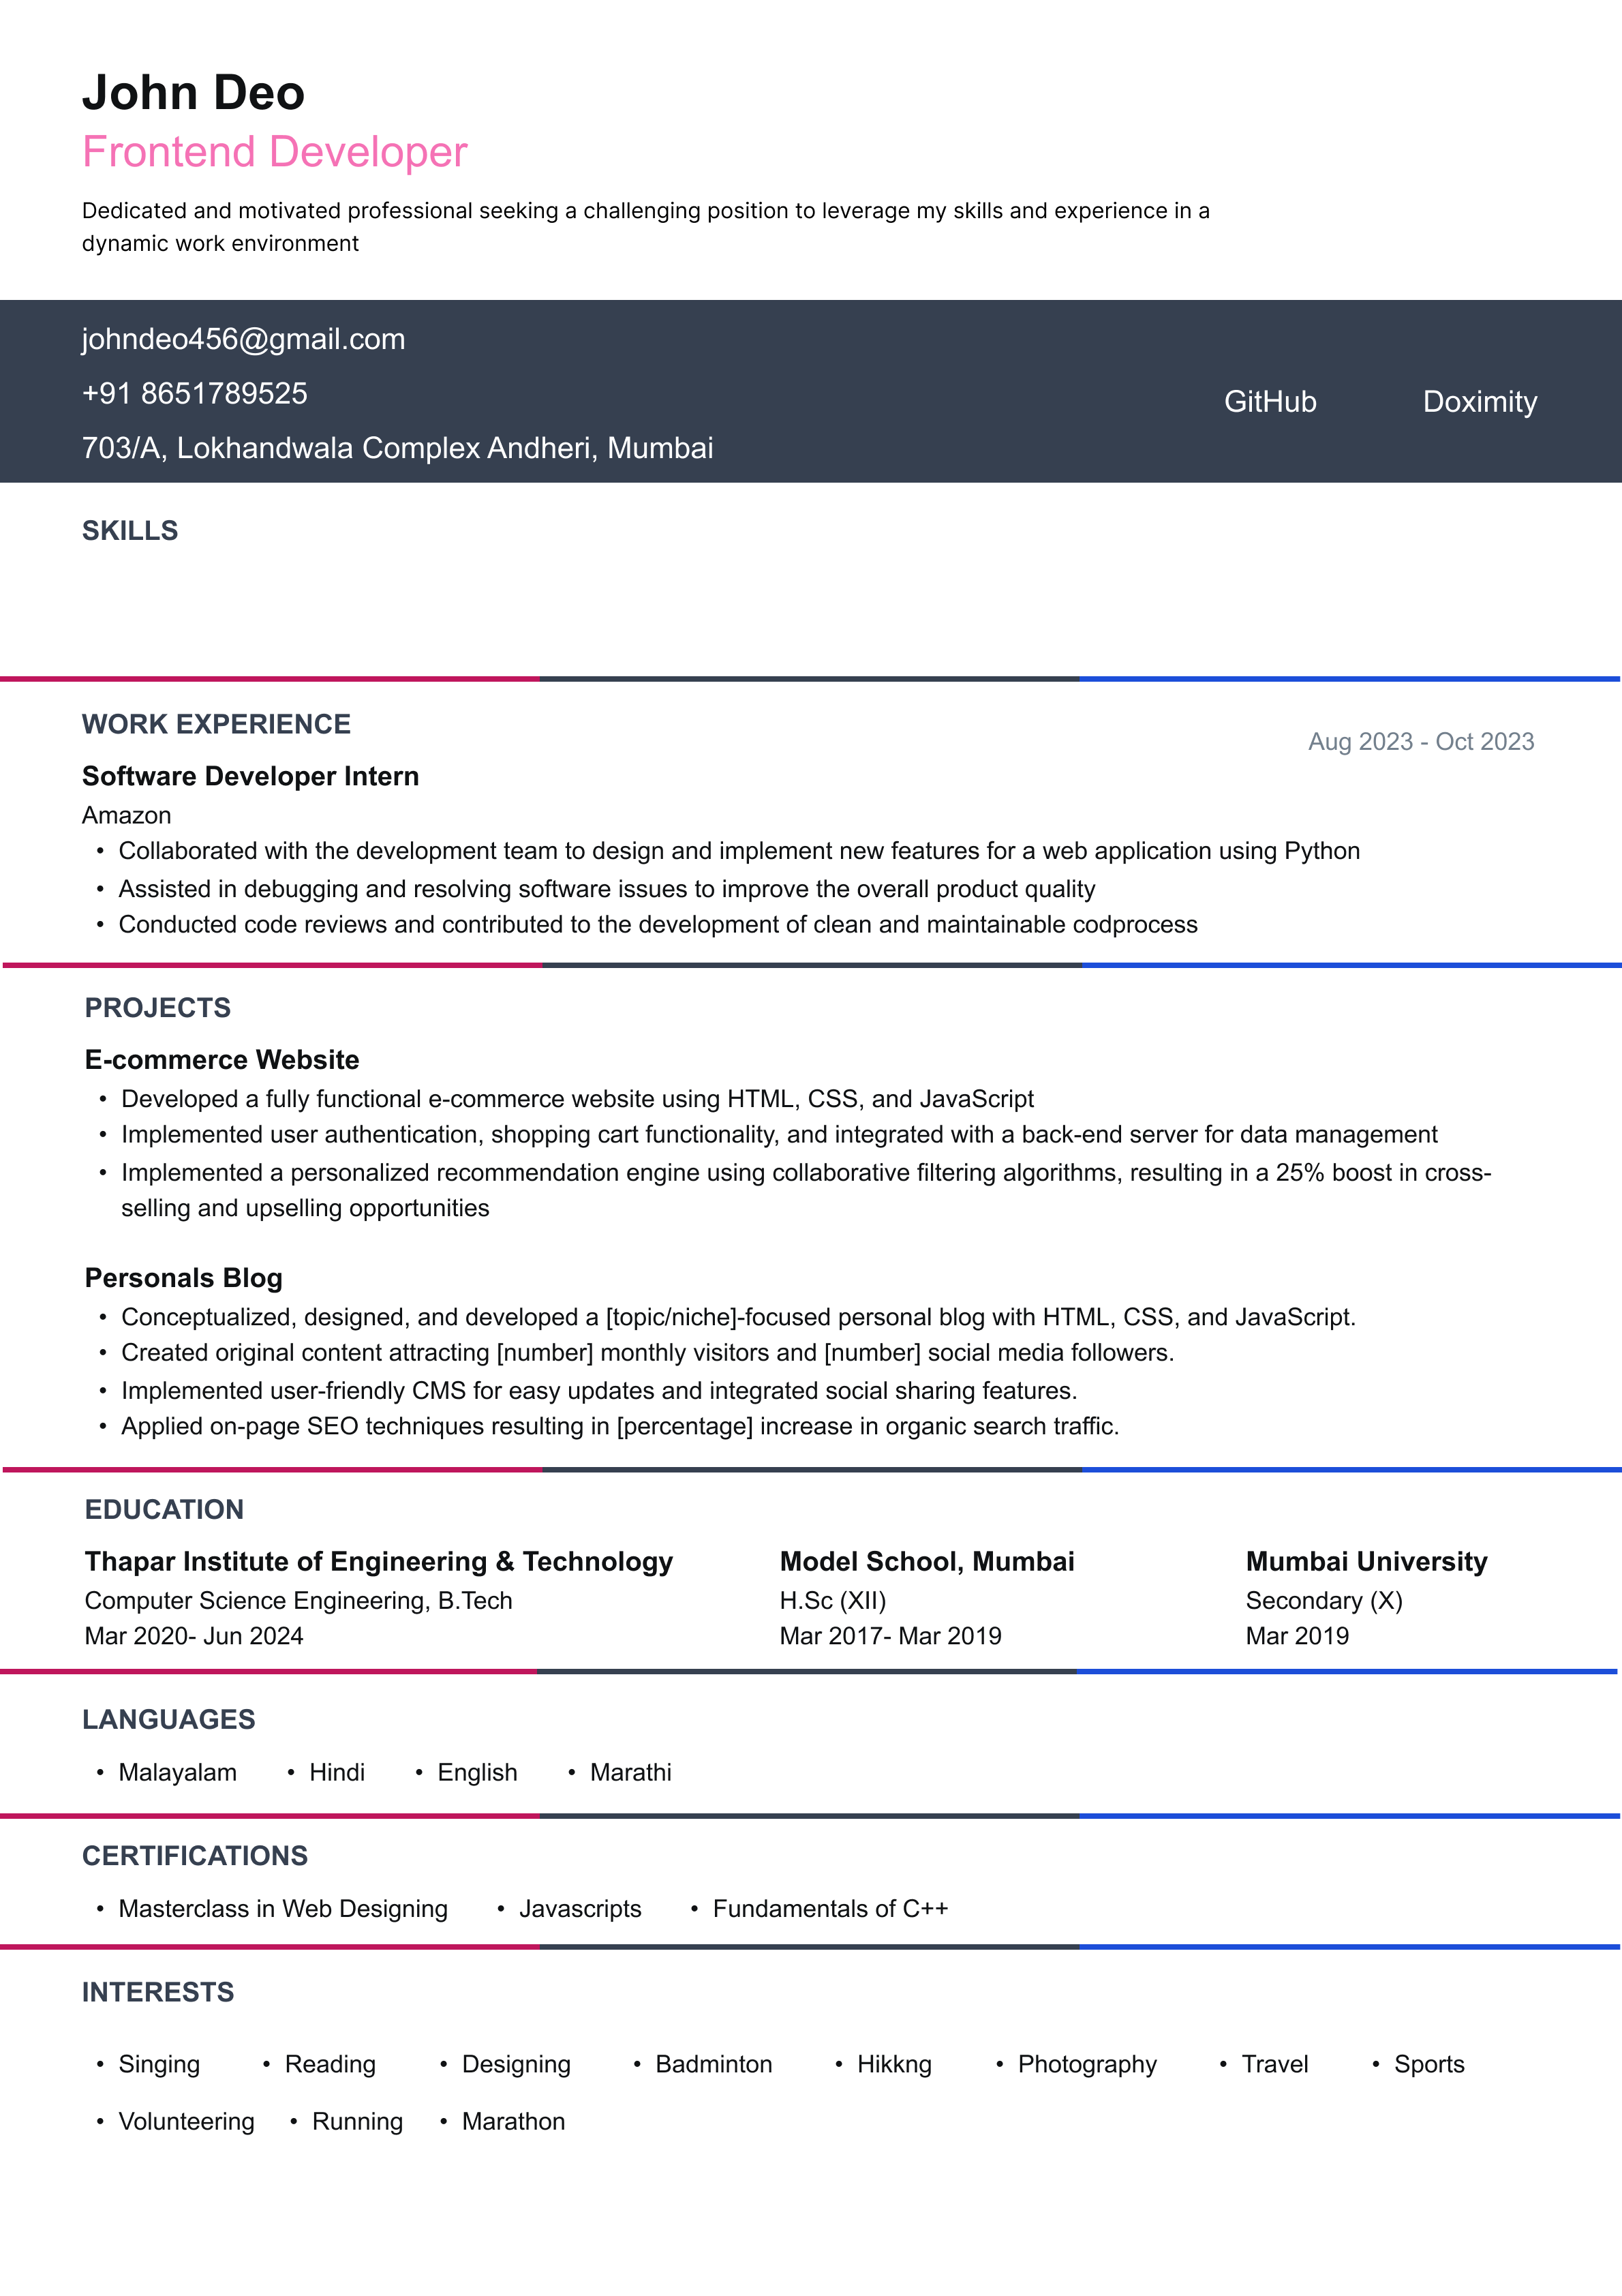 John Deo
Frontend Developer
Dedicated and motivated professional seeking a challenging position to leverage my skills and experience in a
dynamic work environment
johndeo456@gmail.com
+91 8651789525
703/A, Lokhandwala Complex Andheri, Mumbai
GitHub Doximity
SKILLS
WORK EXPERIENCE
Aug 2023 - Oct 2023
Software Developer Intern
Amazon
• Collaborated with the development team to design and implement new features for a web application using Python
• Assisted in debugging and resolving software issues to improve the overall product quality
• Conducted code reviews and contributed to the development of clean and maintainable codprocess
PROJECTS
E-commerce Website
• Developed a fully functional e-commerce website using HTML, CSS, and JavaScript
• Implemented user authentication, shopping cart functionality, and integrated with a back-end server for data management
• Implemented a personalized recommendation engine using collaborative filtering algorithms, resulting in a 25% boost in cross-
selling and upselling opportunities
Personals Blog
• Conceptualized, designed, and developed a [topic/niche]-focused personal blog with HTML, CSS, and JavaScript.
• Created original content attracting [number] monthly visitors and [number] social media followers.
• Implemented user-friendly CMS for easy updates and integrated social sharing features.
• Applied on-page SEO techniques resulting in [percentage] increase in organic search traffic.
EDUCATION
Thapar Institute of Engineering & Technology
Computer Science Engineering, B.Tech
Mar 2020- Jun 2024
Model School, Mumbai
H.Sc (XII)
Mar 2017- Mar 2019
Mumbai University
Secondary (X)
Mar 2019
LANGUAGES
• Malayalam • Hindi • English • Marathi
CERTIFICATIONS
• Masterclass in Web Designing • Javascripts • Fundamentals of C++
INTERESTS
• Singing • Reading • Designing • Badminton • Hikkng • Photography • Travel • Sports
• Volunteering • Running • Marathon